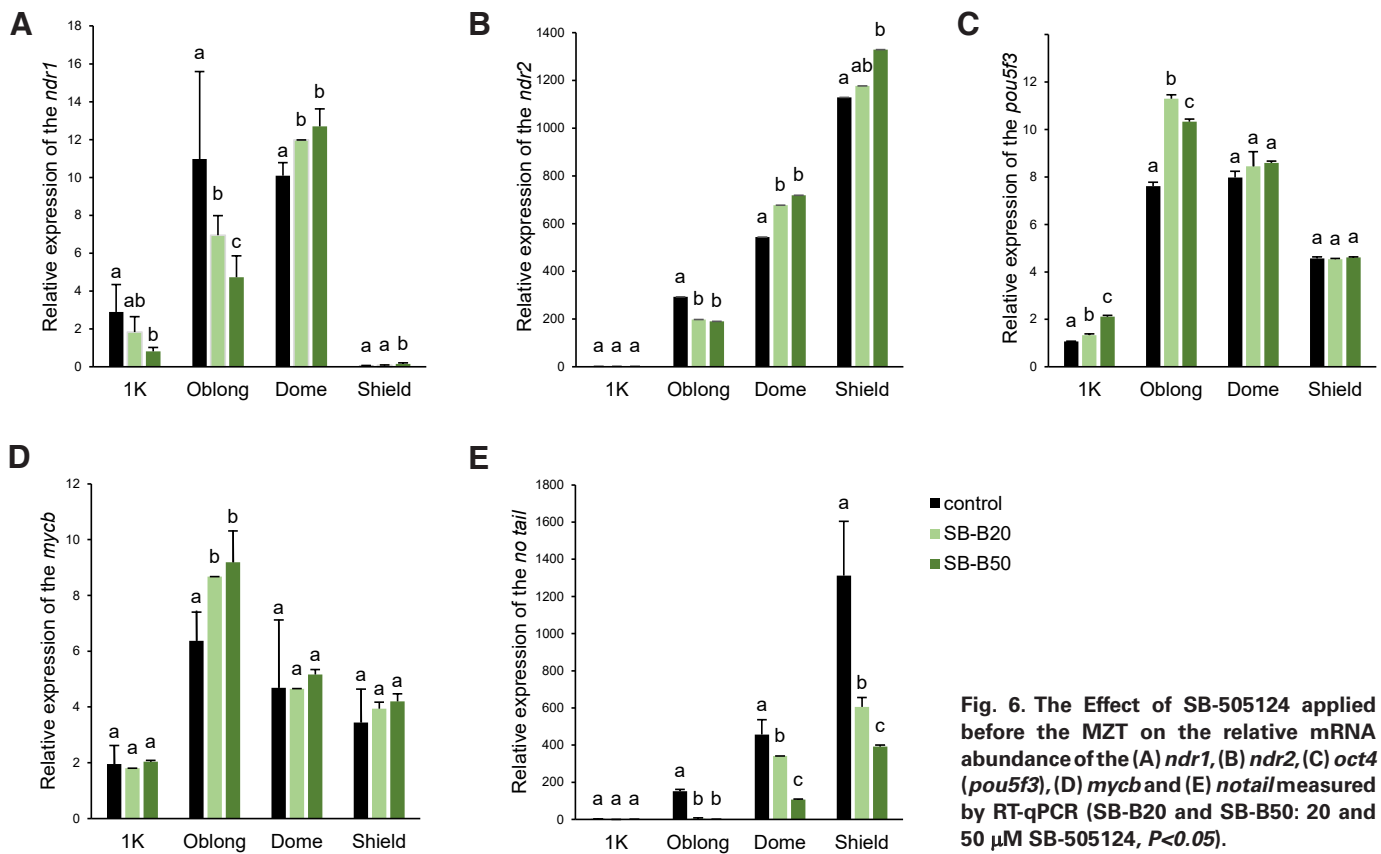 A
Relative expression of the ndr1
18
16
14
12
10
8
6
4
2
0
a
ab
b
a
b
c
a
b
b
a a b
1K Oblong Dome Shield
B
Relative expression of the ndr2
1400
1200
1000
800
600
400
200
0
a a a
a
b b
a
b b
a
ab
b
1K Oblong Dome Shield
C
Relative expression of the pou5f3
12
10
8
6
4
2
0
a
b
c
a
b
c
a a a
a a a
1K Oblong Dome Shield
D
Relative expression of the mycb
12
10
8
6
4
2
0
a a a
a
b
b
a
a
a
a
a
a
1K Oblong Dome Shield
E
Relative expression of the no tail
1800
1600
1400
1200
1000
800
600
400
200
0
a a a
a
b b
a
b
c
a
b
c
1K Oblong Dome Shield
control
SB-B20
SB-B50
Fig. 6. The Effect of SB-505124 applied
before the MZT on the relative mRNA
abundance of the (A) ndr1, (B) ndr2, (C) oct4
(pou5f3), (D) mycb and (E) notail measured
by RT-qPCR (SB-B20 and SB-B50: 20 and
50 μM SB-505124, P<0.05).